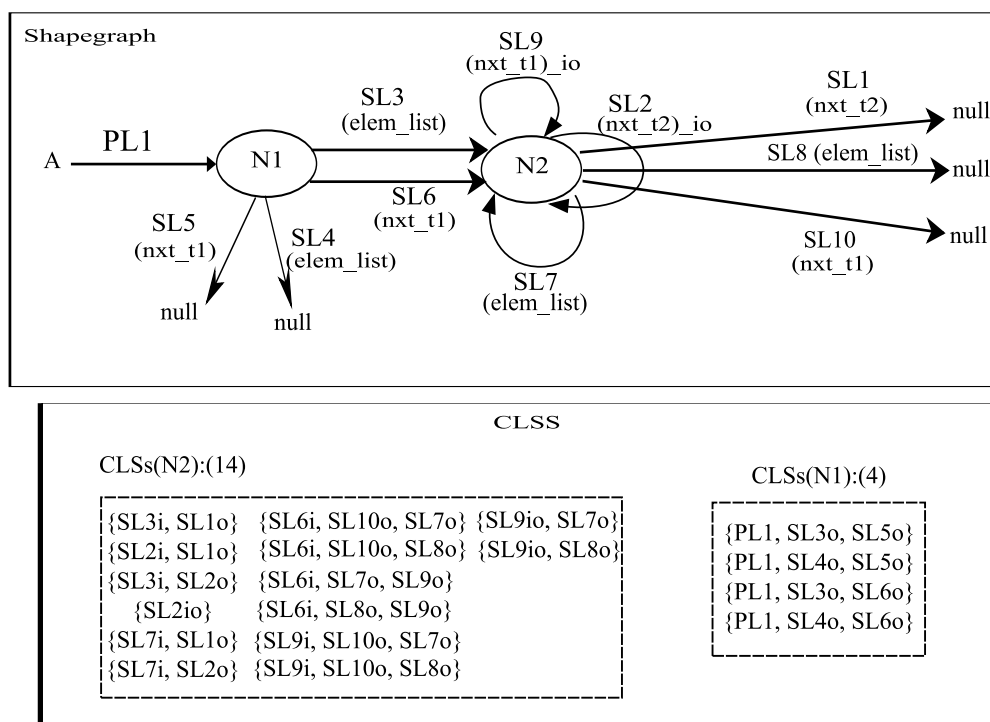 Shapegraph
SL9
(nxt_t1)_io
SL1
(nxt_t2)
SL3
(elem_list)
SL2
(nxt_t2)_io
null
PL1
A
N1
N2
SL8 (elem_list)
null
SL6
(nxt_t1)
SL5
(nxt_t1)
SL4
(elem_list)
null
SL10
(nxt_t1)
SL7
(elem_list)
null
null
CLSS
CLSs(N2):(14)
{SL3i, SL1o} {SL6i, SL10o, SL7o} {SL9io, SL7o}
{SL2i, SL1o} {SL6i, SL10o, SL8o} {SL9io, SL8o}
{SL3i, SL2o} {SL6i, SL7o, SL9o}
{SL2io} {SL6i, SL8o, SL9o}
{SL7i, SL1o} {SL9i, SL10o, SL7o}
{SL7i, SL2o} {SL9i, SL10o, SL8o}
CLSs(N1):(4)
{PL1, SL3o, SL5o}
{PL1, SL4o, SL5o}
{PL1, SL3o, SL6o}
{PL1, SL4o, SL6o}